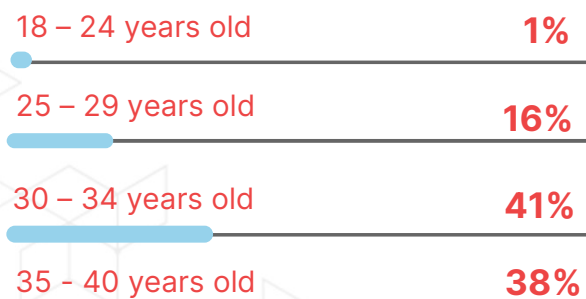 18 – 24 years old 1%
25 – 29 years old 16%
30 – 34 years old 41%
35 - 40 years old 38%